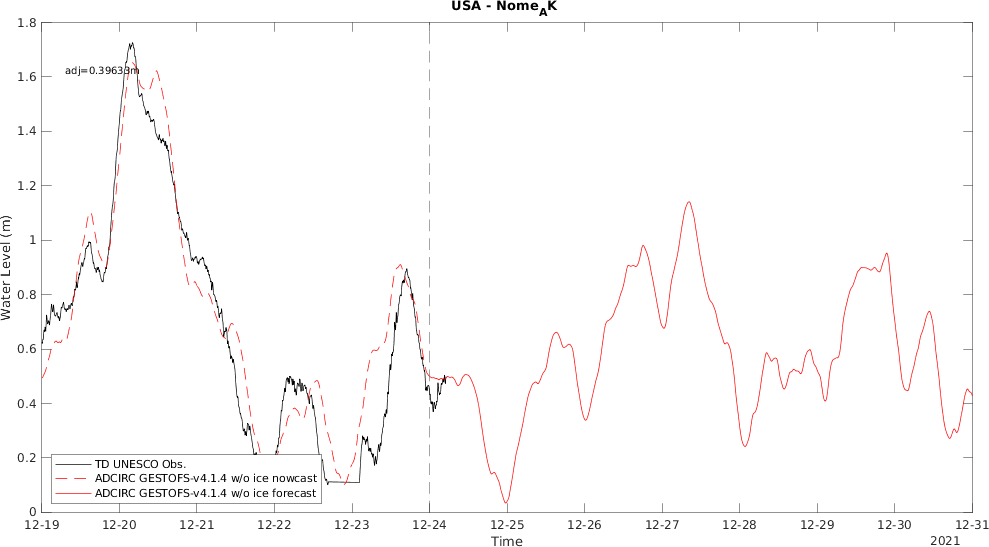 USA - Nome_AK
adj=0.39633m
1.8
1.6
1.4
1.2
1
0.8
0.6
0.4
0.2
0
Water Level (m)
TD UNESCO Obs.
ADCIRC GESTOFS-v4.1.4 w/o ice nowcast
ADCIRC GESTOFS-v4.1.4 w/o ice forecast
12-19 12-20 12-21 12-22 12-23 12-24 12-25 12-26 12-27 12-28 12-29 12-30 12-31
Time
2021